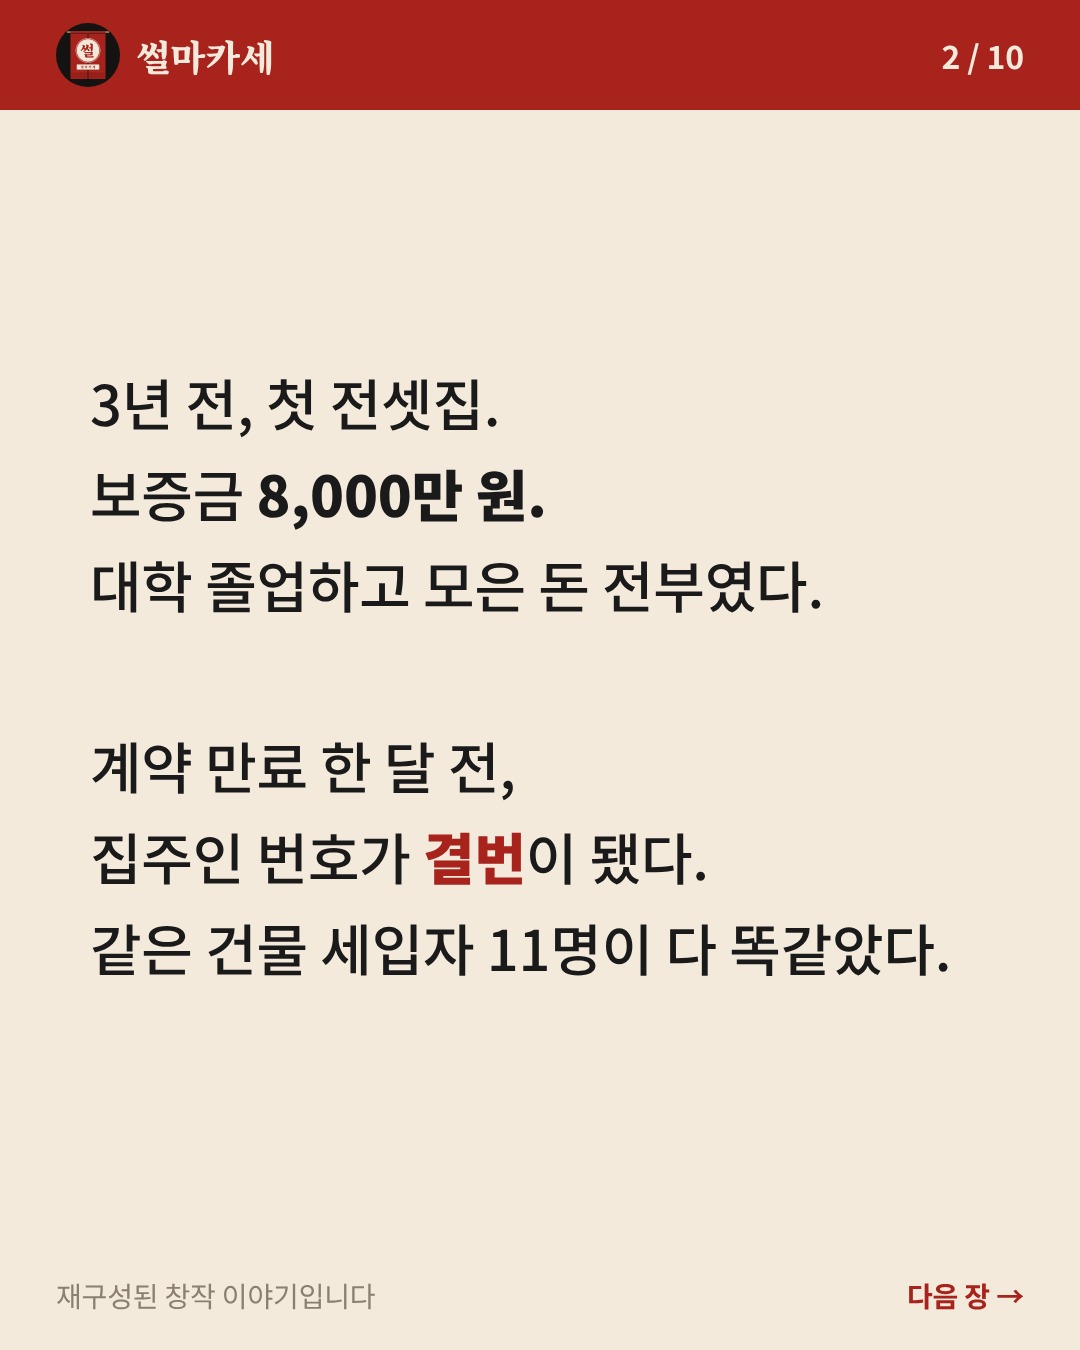 썰
썰마카세
2 / 10
3년 전, 첫 전셋집.
보증금 8,000만 원.
대학 졸업하고 모은 돈 전부였다.
계약 만료 한 달 전,
집주인 번호가 결번이 됐다.
같은 건물 세입자 11명이 다 똑같았다.
재구성된 창작 이야기입니다
다음 장 →